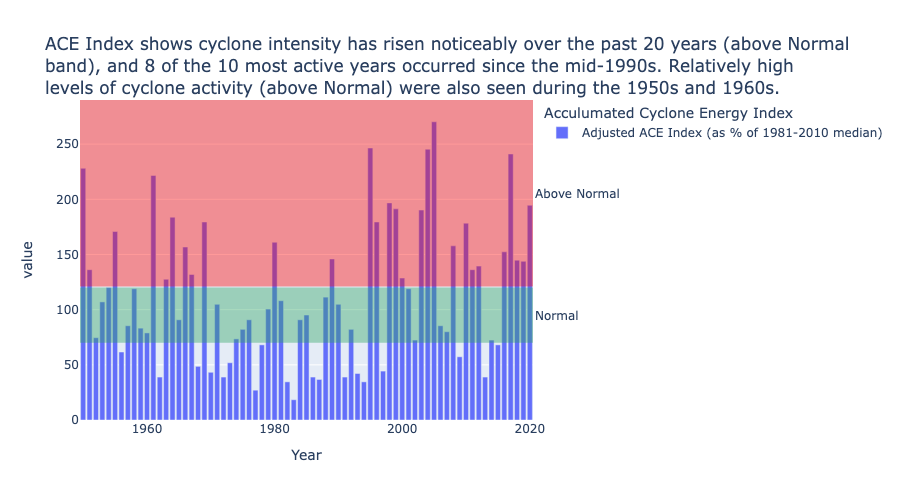 ACE Index shows cyclone intensity has risen noticeably over the past 20 years (above Normal
band), and 8 of the 10 most active years occurred since the mid-1990s. Relatively high
levels of cyclone activity (above Normal) were also seen during the 1950s and 1960s.
Acculumated Cyclone Energy Index
Adjusted ACE Index (as % of 1981-2010 median)
250
200
150
100
50
0
value
Above Normal
Normal
1960
1980
2000
2020
Year